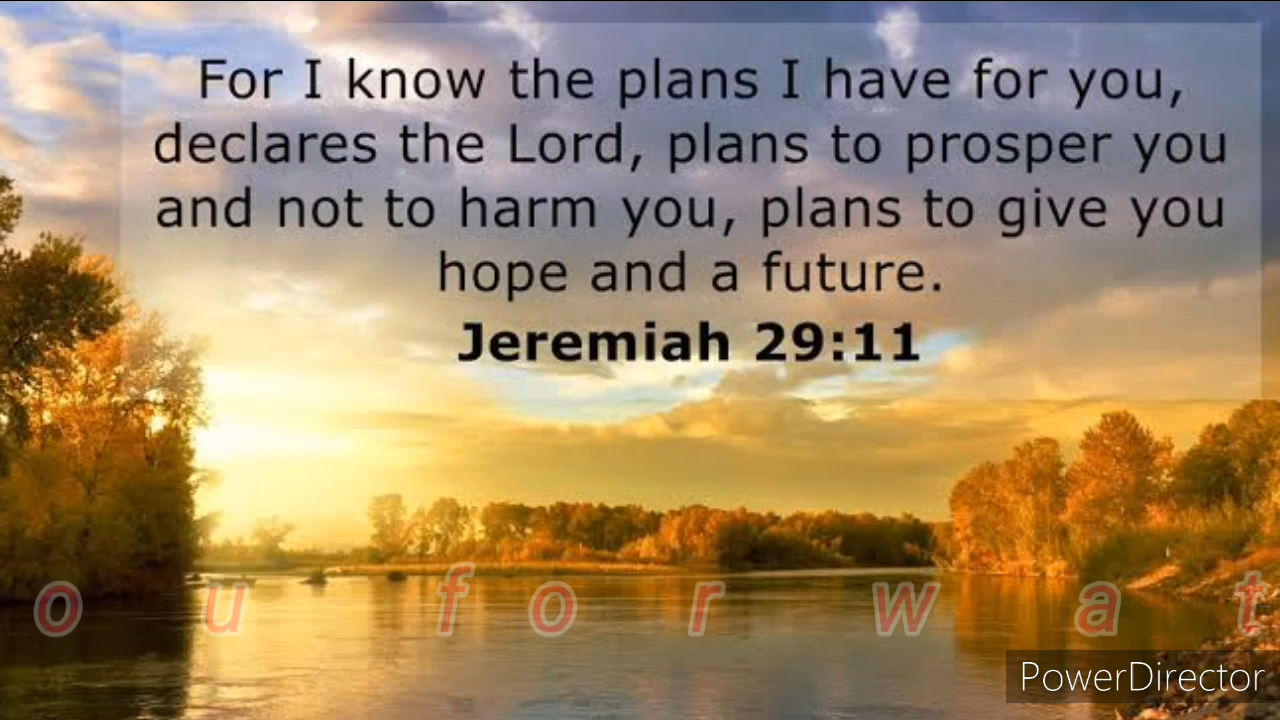 For I know the plans I have for you,
declares the Lord, plans to prosper you
and not to harm you, plans to give you
hope and a future.
Jeremiah 29:11
o u f o r w a t
PowerDirector